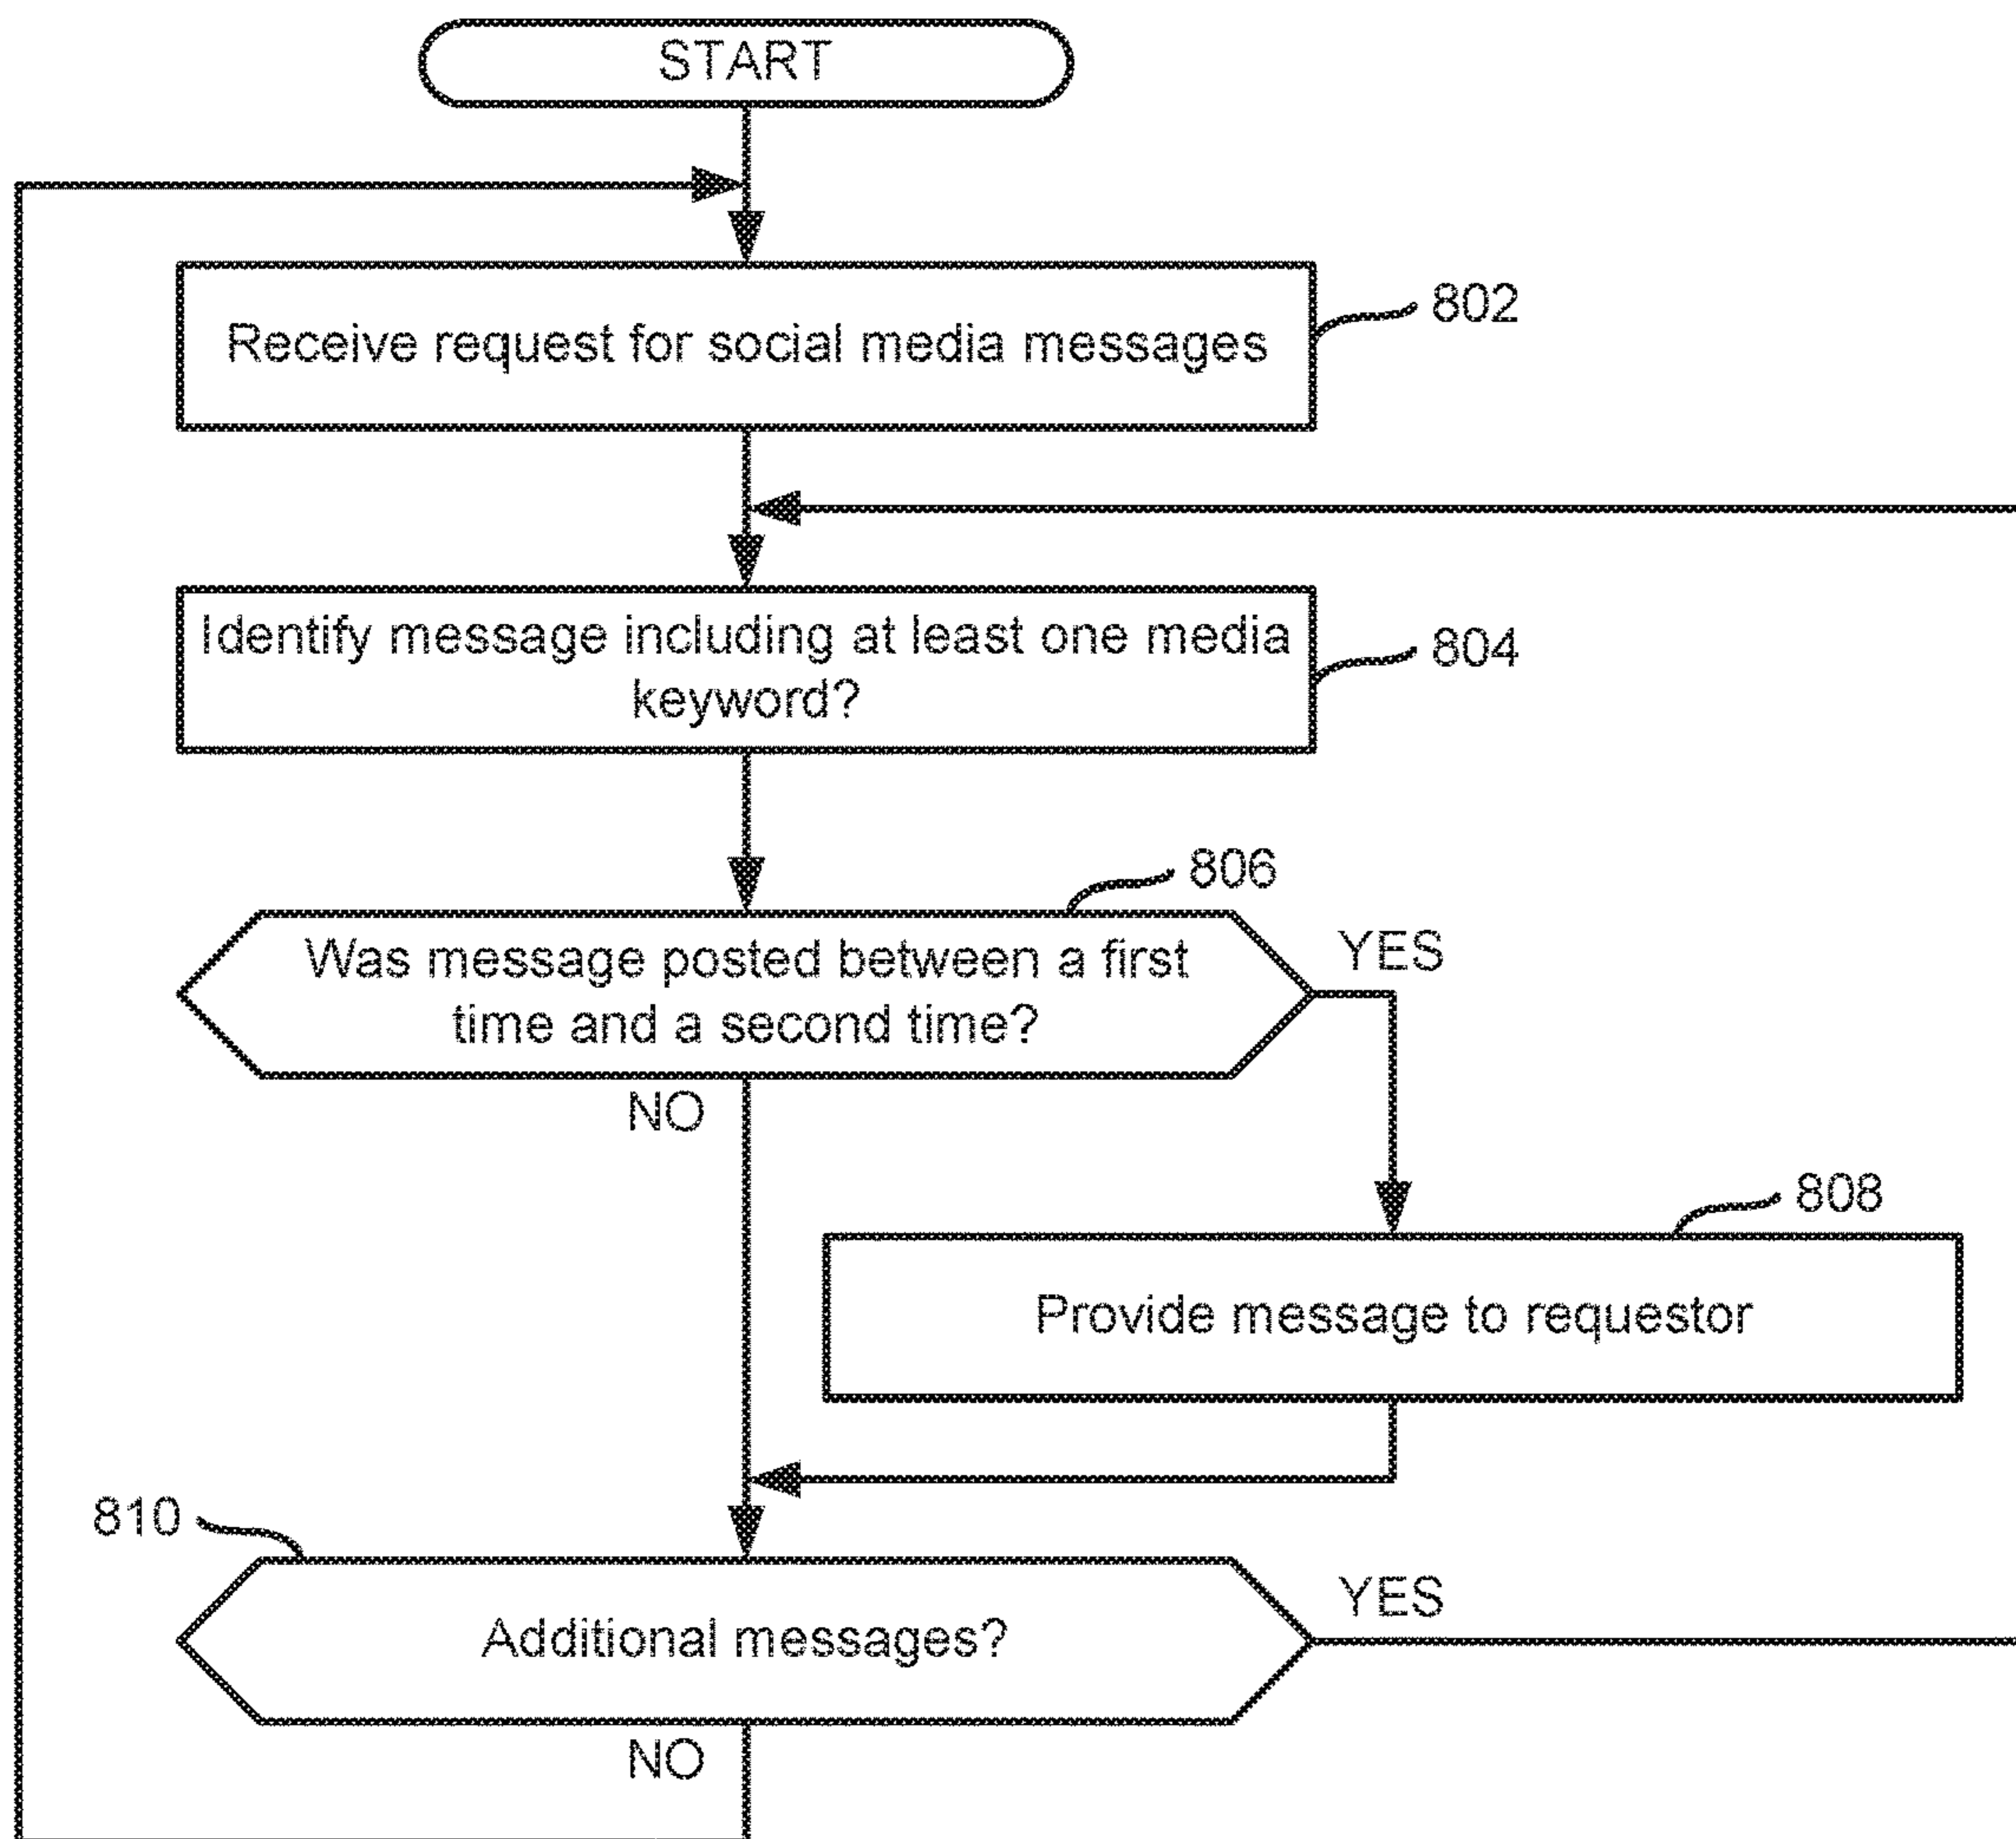 START
Receive request for social media messages
802
Identify message including at least one media
keyword?
804
806
Was message posted between a first
time and a second time?
YES
NO
808
Provide message to requestor
810
Additional messages?
YES
NO